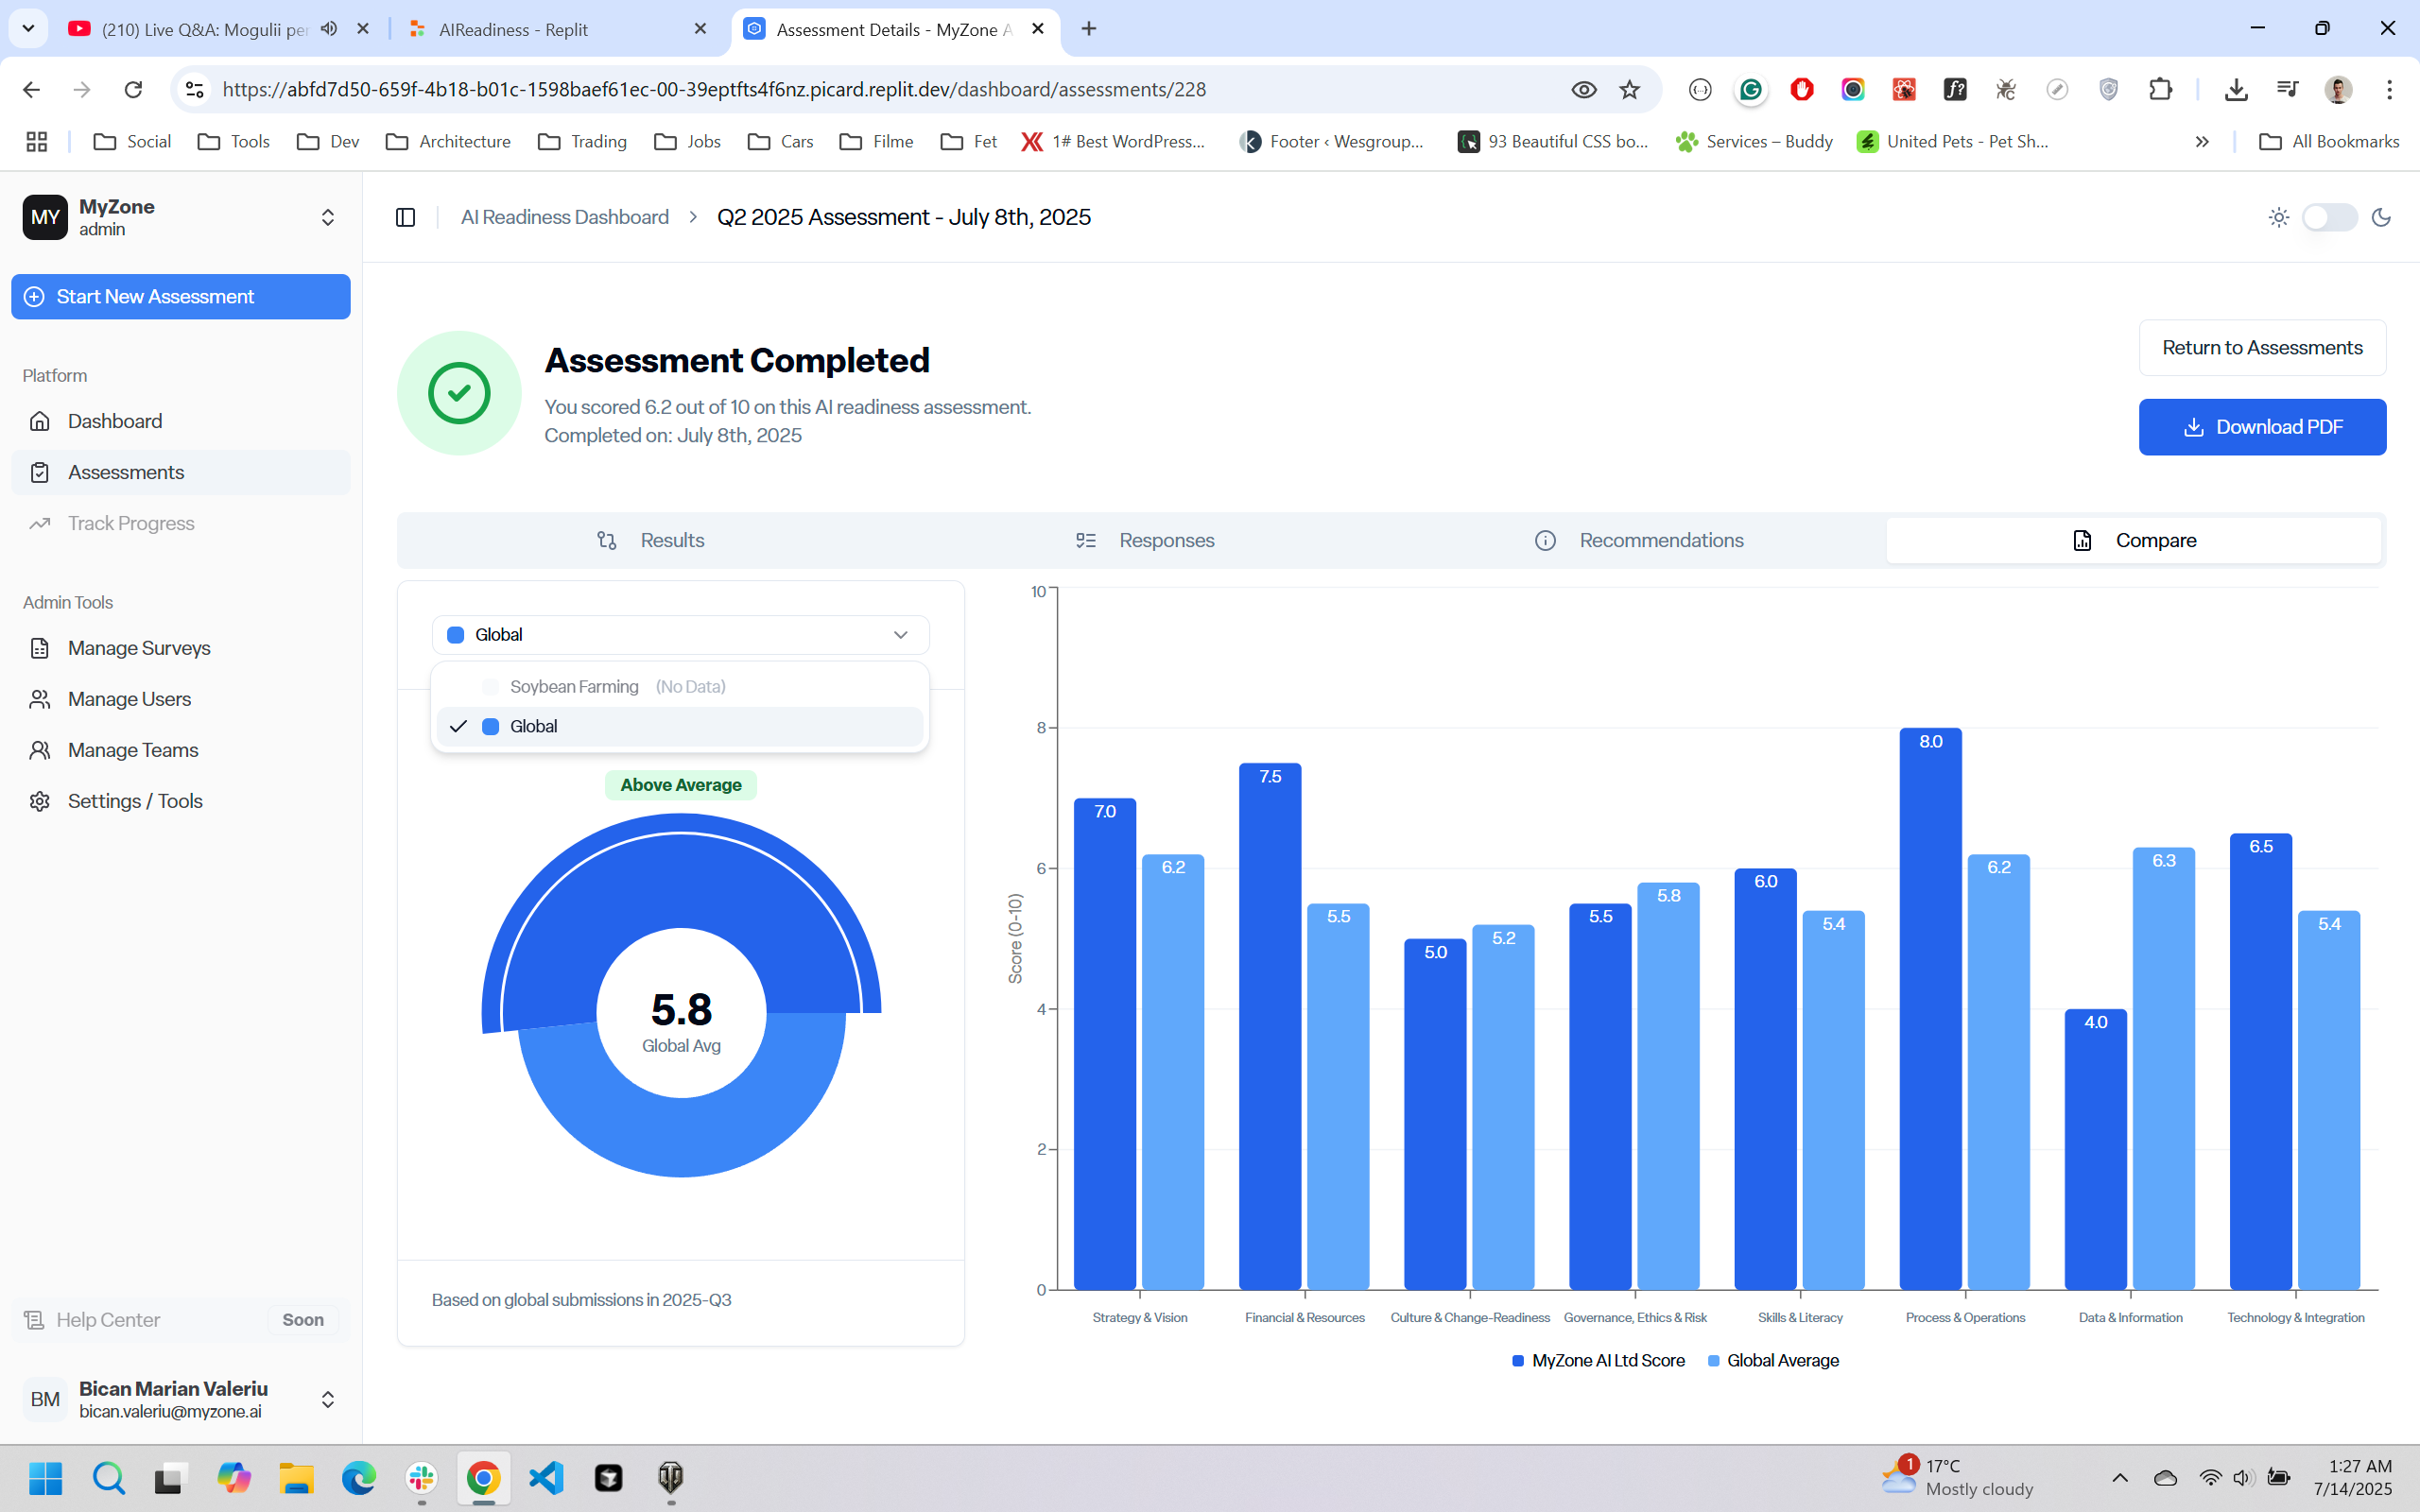 (210) Live Q&A: Mogulii per
AIReadiness - Replit
Assessment Details - MyZone A
https://abfd7d50-659f-4b18-b01c-1598baef61ec-00-39eptfts4f6nz.picard.replit.dev/dashboard/assessments/228
Social
Tools
Dev
Architecture
Trading
Jobs
Cars
Filme
Fet
1# Best WordPress...
Footer ‹ Wesgroup...
93 Beautiful CSS bo...
Services – Buddy
United Pets - Pet Sh...
All Bookmarks
MY
MyZone
admin
AI Readiness Dashboard
Q2 2025 Assessment - July 8th, 2025
Start New Assessment
Platform
Dashboard
Assessments
Track Progress
Admin Tools
Manage Surveys
Manage Users
Manage Teams
Settings / Tools
Help Center
Soon
BM
Bican Marian Valeriu
bican.valeriu@myzone.ai
Assessment Completed
You scored 6.2 out of 10 on this AI readiness assessment.
Completed on: July 8th, 2025
Return to Assessments
Download PDF
Results
Responses
Recommendations
Compare
Global
Soybean Farming (No Data)
Global
Above Average
5.8
Global Avg
Based on global submissions in 2025-Q3
Score (0-10)
10
8
6
4
2
0
7.0
6.2
7.5
5.5
5.0
5.2
5.5
5.8
6.0
5.4
8.0
6.2
4.0
6.3
6.5
5.4
Strategy & Vision
Financial & Resources
Culture & Change-Readiness
Governance, Ethics & Risk
Skills & Literacy
Process & Operations
Data & Information
Technology & Integration
MyZone AI Ltd Score
Global Average
1
17°C
Mostly cloudy
1:27 AM
7/14/2025